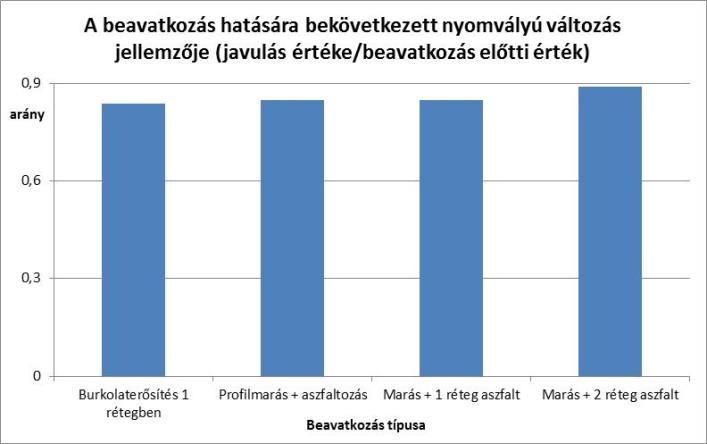 A beavatkozás hatására bekövetkezett nyomvályú változás
jellemzője (javulás értéke/beavatkozás előtti érték)
0,9
arány
0,6
0,3
0
Burkolaterősítés 1
rétegben
Profilmarás + aszfaltozás
Marás + 1 réteg aszfalt
Marás + 2 réteg aszfalt
Beavatkozás típusa